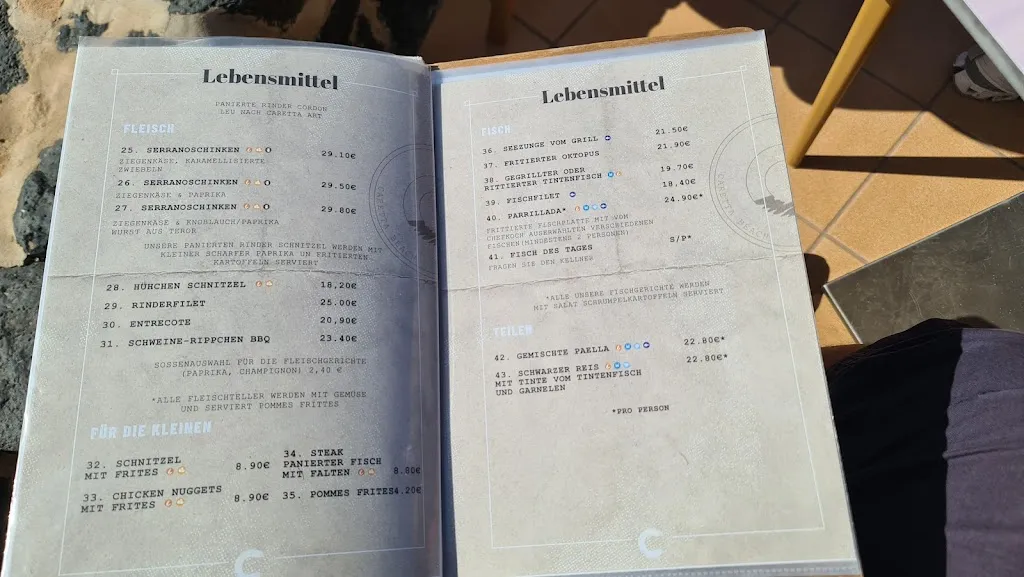 Lebensmittel
PANIERTE RINDER CORDON
LEU NACH CARETTA ART
FLEISCH
25. SERRANOSCHINKEN 29.10€
ZIEGENKÄSE, KARAMELLISIERTE
ZWIEBELN
26. SERRANOSCHINKEN 29.50€
ZIEGENKÄSE & PAPRIKA
27. SERRANOSCHINKEN 29.80€
ZIEGENKÄSE & KNOBLAUCH/PAPRIKA
WURST AUS TEROR
UNSERE PANIERTEN RINDER SCHNITZEL WERDEN MIT
KLEINER SCHARFER PAPRIKA UN FRITIERTEN
KARTOFFELN SERVIERT
28. HÜRCHEN SCHNITZEL 18,20€
29. RINDERFILET 25.00€
30. ENTRECOTE 20,90€
31. SCHWEINE-RIPPCHEN BBQ 23.40€
SOSSENAUSWAHL FÜR DIE FLEISCHGERICHTE
(PAPRIKA, CHAMPIGNON) 2,40 €
*ALLE FLEISCHTELLER WERDEN MIT GEMÜSE
UND SERVIERT POMMES FRITTES
FÜR DIE KLEINEN
32. SCHNITZEL
MIT FRITES 8.90€
33. CHICKEN NUGGETS
MIT FRITES 8.90€
34. STEAK
PANIERTER FISCH
MIT FALTEN 8.80€
35. POMMES FRITES 4.20€
Lebensmittel
FISCH
36. SEEZUNGE VOM GRILL 21.50€
37. FRITIERTER OKTOPUS 21.90€
38. GEGRILLTER ODER
RITTIERTER TINTENFISCH 19.70€
39. FISCHFILET 18,40€
40. PARRILLADA* 24.90€*
FRITTIERTE FISCHPLATTE MIT VOM
CHEFKOCH AUSERWÄHLTEN VERSCHIEDENEN
FISCHEN(MINDESTENS 2 PERSONEN)
41. FISCH DES TAGES S/P*
FRAGEN SIE DEN KELLNER
*ALLE UNSERE FISCHGERICHTE WERDEN
MIT SALAT SCHRUMPELKARTOFFELN SERVIERT
TEILEN
42. GEMISCHTE PAELLA 22.80€*
43. SCHWARZER REIS 22.80€*
MIT TINTE VOM TINTENFISCH
UND GARNELEN
*PRO PERSON